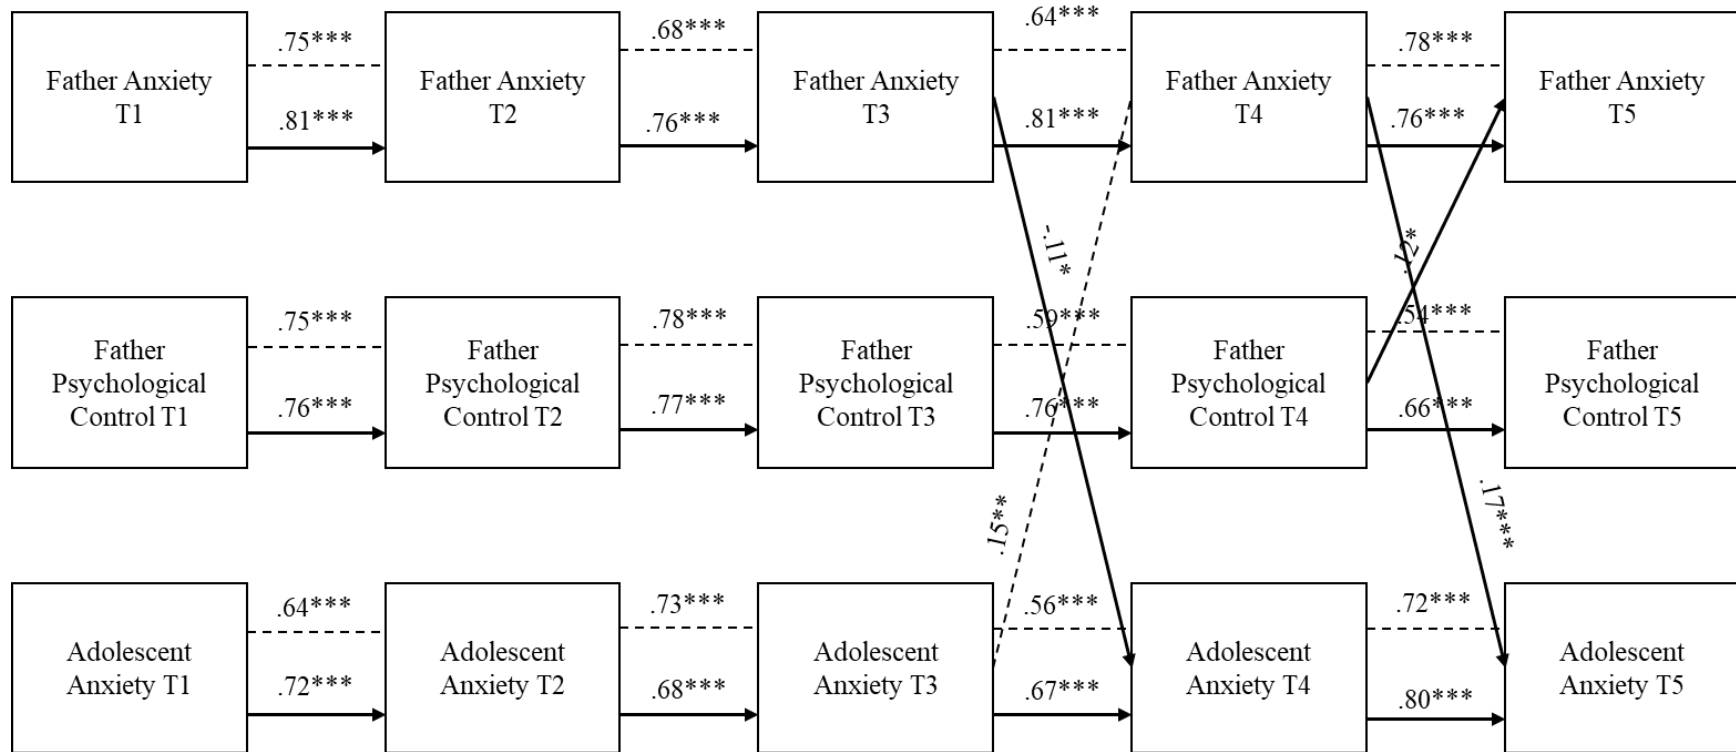 .75***
.68***
.64***
.78***
Father Anxiety
T1
Father Anxiety
T2
Father Anxiety
T3
Father Anxiety
T4
Father Anxiety
T5
.81***
.76***
.81***
.76***
-.11*
.12*
.75***
.78***
.59***
.54***
Father
Psychological
Control T1
Father
Psychological
Control T2
Father
Psychological
Control T3
Father
Psychological
Control T4
Father
Psychological
Control T5
.76***
.77***
.76***
.66***
.15**
.17***
.64***
.73***
.56***
.72***
Adolescent
Anxiety T1
Adolescent
Anxiety T2
Adolescent
Anxiety T3
Adolescent
Anxiety T4
Adolescent
Anxiety T5
.72***
.68***
.67***
.80***